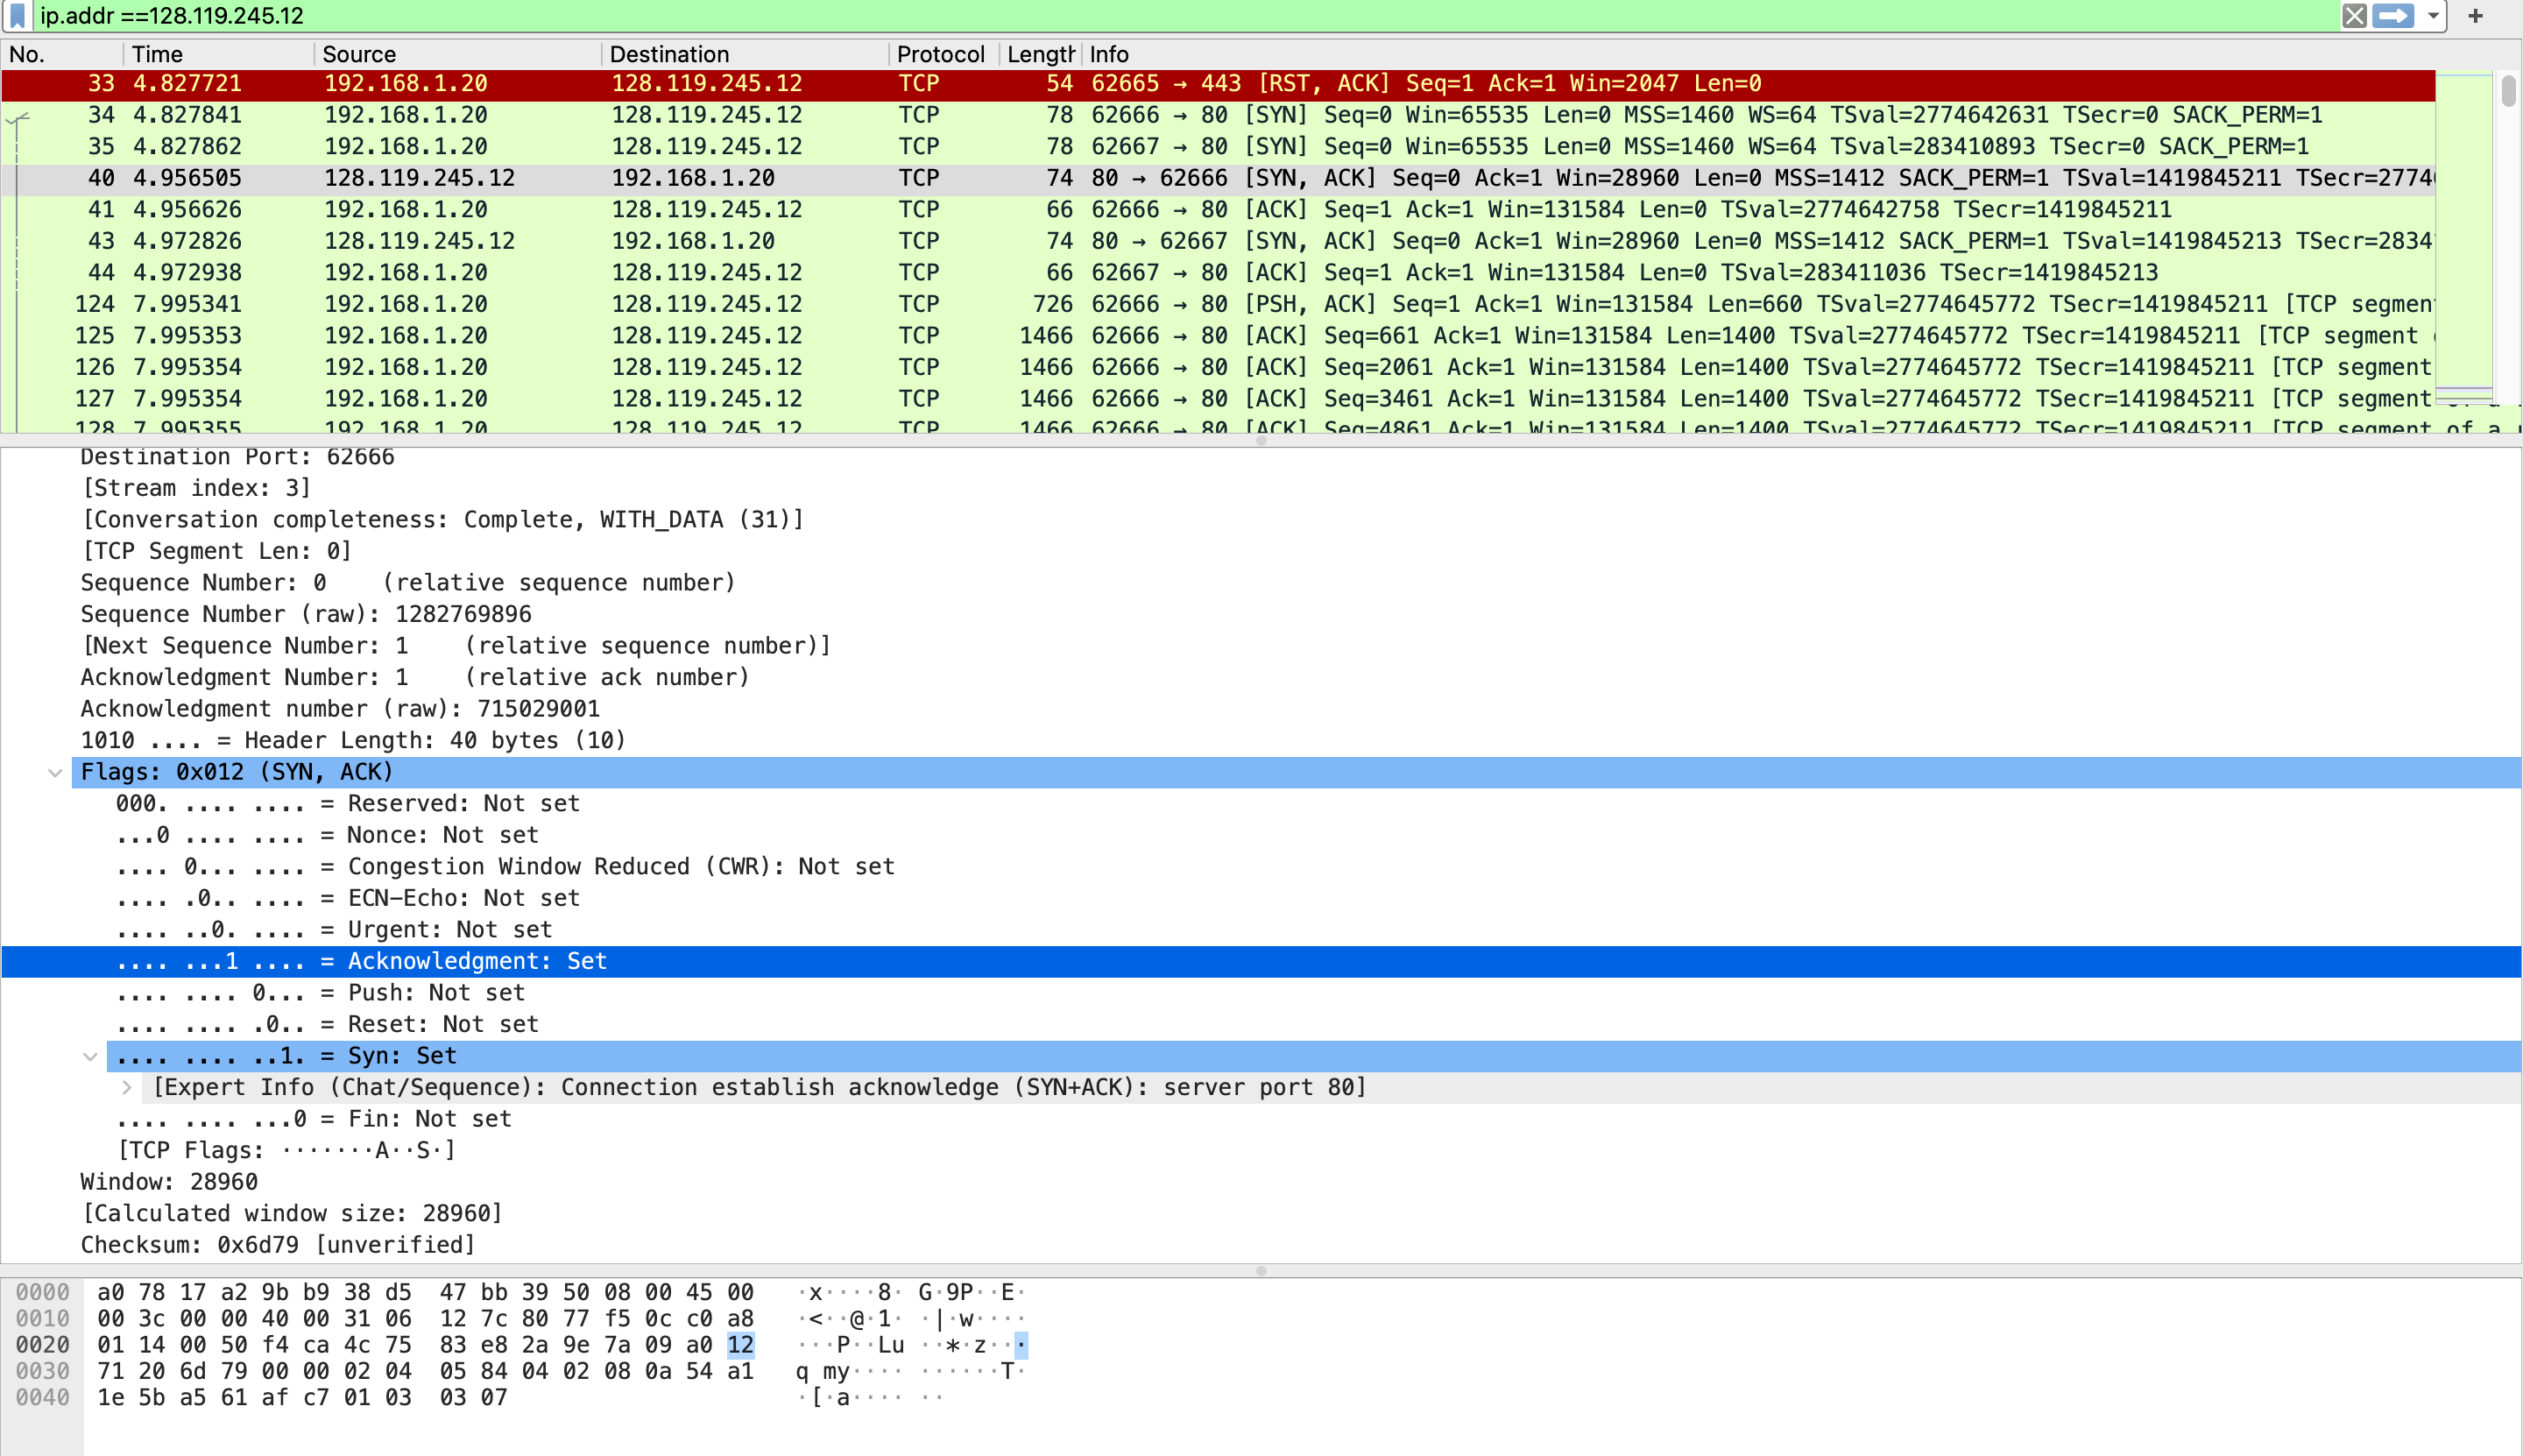 ip.addr ==128.119.245.12
No. Time Source Destination Protocol Length Info
33 4.827721 192.168.1.20 128.119.245.12 TCP 54 62665 → 443 [RST, ACK] Seq=1 Ack=1 Win=2047 Len=0
34 4.827841 192.168.1.20 128.119.245.12 TCP 78 62666 → 80 [SYN] Seq=0 Win=65535 Len=0 MSS=1460 WS=64 TSval=2774642631 TSecr=0 SACK_PERM=1
35 4.827862 192.168.1.20 128.119.245.12 TCP 78 62667 → 80 [SYN] Seq=0 Win=65535 Len=0 MSS=1460 WS=64 TSval=283410893 TSecr=0 SACK_PERM=1
40 4.956505 128.119.245.12 192.168.1.20 TCP 74 80 → 62666 [SYN, ACK] Seq=0 Ack=1 Win=28960 Len=0 MSS=1412 SACK_PERM=1 TSval=1419845211 TSecr=2774
41 4.956626 192.168.1.20 128.119.245.12 TCP 66 62666 → 80 [ACK] Seq=1 Ack=1 Win=131584 Len=0 TSval=2774642758 TSecr=1419845211
43 4.972826 128.119.245.12 192.168.1.20 TCP 74 80 → 62667 [SYN, ACK] Seq=0 Ack=1 Win=28960 Len=0 MSS=1412 SACK_PERM=1 TSval=1419845213 TSecr=2834
44 4.972938 192.168.1.20 128.119.245.12 TCP 66 62667 → 80 [ACK] Seq=1 Ack=1 Win=131584 Len=0 TSval=283411036 TSecr=1419845213
124 7.995341 192.168.1.20 128.119.245.12 TCP 726 62666 → 80 [PSH, ACK] Seq=1 Ack=1 Win=131584 Len=660 TSval=2774645772 TSecr=1419845211 [TCP segmen
125 7.995353 192.168.1.20 128.119.245.12 TCP 1466 62666 → 80 [ACK] Seq=661 Ack=1 Win=131584 Len=1400 TSval=2774645772 TSecr=1419845211 [TCP segment
126 7.995354 192.168.1.20 128.119.245.12 TCP 1466 62666 → 80 [ACK] Seq=2061 Ack=1 Win=131584 Len=1400 TSval=2774645772 TSecr=1419845211 [TCP segment
127 7.995354 192.168.1.20 128.119.245.12 TCP 1466 62666 → 80 [ACK] Seq=3461 Ack=1 Win=131584 Len=1400 TSval=2774645772 TSecr=1419845211 [TCP segment
128 7.995355 192.168.1.20 128.119.245.12 TCP 1466 62666 → 80 [ACK] Seq=4861 Ack=1 Win=131584 Len=1400 TSval=2774645772 TSecr=1419845211 [TCP segment of a
Destination Port: 62666
[Stream index: 3]
[Conversation completeness: Complete, WITH_DATA (31)]
[TCP Segment Len: 0]
Sequence Number: 0    (relative sequence number)
Sequence Number (raw): 1282769896
[Next Sequence Number: 1    (relative sequence number)]
Acknowledgment Number: 1    (relative ack number)
Acknowledgment number (raw): 715029001
1010 .... = Header Length: 40 bytes (10)
Flags: 0x012 (SYN, ACK)
000. .... .... = Reserved: Not set
...0 .... .... = Nonce: Not set
.... 0... .... = Congestion Window Reduced (CWR): Not set
.... .0.. .... = ECN-Echo: Not set
.... ..0. .... = Urgent: Not set
.... ...1 .... = Acknowledgment: Set
.... .... 0... = Push: Not set
.... .... .0.. = Reset: Not set
.... .... ..1. = Syn: Set
[Expert Info (Chat/Sequence): Connection establish acknowledge (SYN+ACK): server port 80]
.... .... ...0 = Fin: Not set
[TCP Flags: ·······A··S·]
Window: 28960
[Calculated window size: 28960]
Checksum: 0x6d79 [unverified]
0000 a0 78 17 a2 9b b9 38 d5 47 bb 39 50 08 00 45 00 ·x····8· G·9P··E·
0010 00 3c 00 00 40 00 31 06 12 7c 80 77 f5 0c c0 a8 ·<··@·1· ·|·w····
0020 01 14 00 50 f4 ca 4c 75 83 e8 2a 9e 7a 09 a0 12 ···P··Lu ··*·z···
0030 71 20 6d 79 00 00 02 04 05 84 04 02 08 0a 54 a1 q my···· ······T·
0040 1e 5b a5 61 af c7 01 03 03 07 ·[·a···· ··